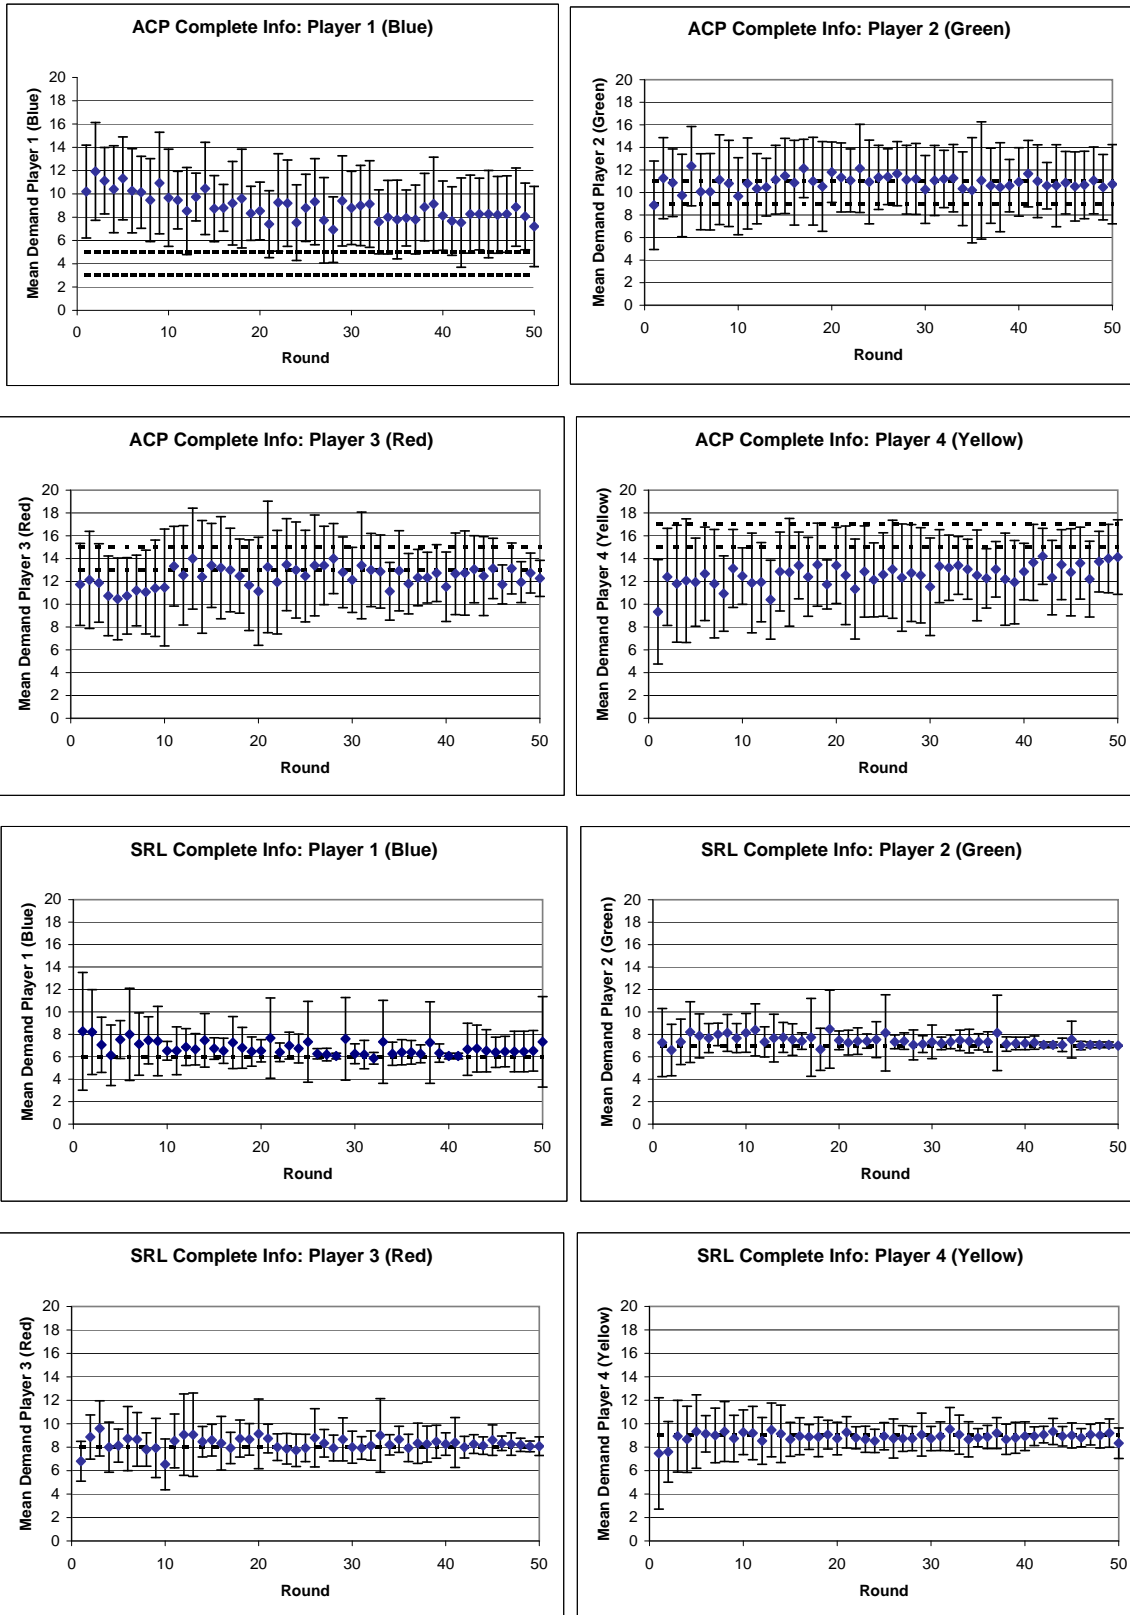 ACP Complete Info: Player 1 (Blue)
Mean Demand Player 1 (Blue)
20
18
16
14
12
10
8
6
4
2
0
0 10 20 30 40 50
Round
ACP Complete Info: Player 2 (Green)
Mean Demand Player 2 (Green)
20
18
16
14
12
10
8
6
4
2
0
0 10 20 30 40 50
Round
ACP Complete Info: Player 3 (Red)
Mean Demand Player 3 (Red)
20
18
16
14
12
10
8
6
4
2
0
0 10 20 30 40 50
Round
ACP Complete Info: Player 4 (Yellow)
Mean Demand Player 4 (Yellow)
20
18
16
14
12
10
8
6
4
2
0
0 10 20 30 40 50
Round
SRL Complete Info: Player 1 (Blue)
Mean Demand Player 1 (Blue)
20
18
16
14
12
10
8
6
4
2
0
0 10 20 30 40 50
Round
SRL Complete Info: Player 2 (Green)
Mean Demand Player 2 (Green)
20
18
16
14
12
10
8
6
4
2
0
0 10 20 30 40 50
Round
SRL Complete Info: Player 3 (Red)
Mean Demand Player 3 (Red)
20
18
16
14
12
10
8
6
4
2
0
0 10 20 30 40 50
Round
SRL Complete Info: Player 4 (Yellow)
Mean Demand Player 4 (Yellow)
20
18
16
14
12
10
8
6
4
2
0
0 10 20 30 40 50
Round